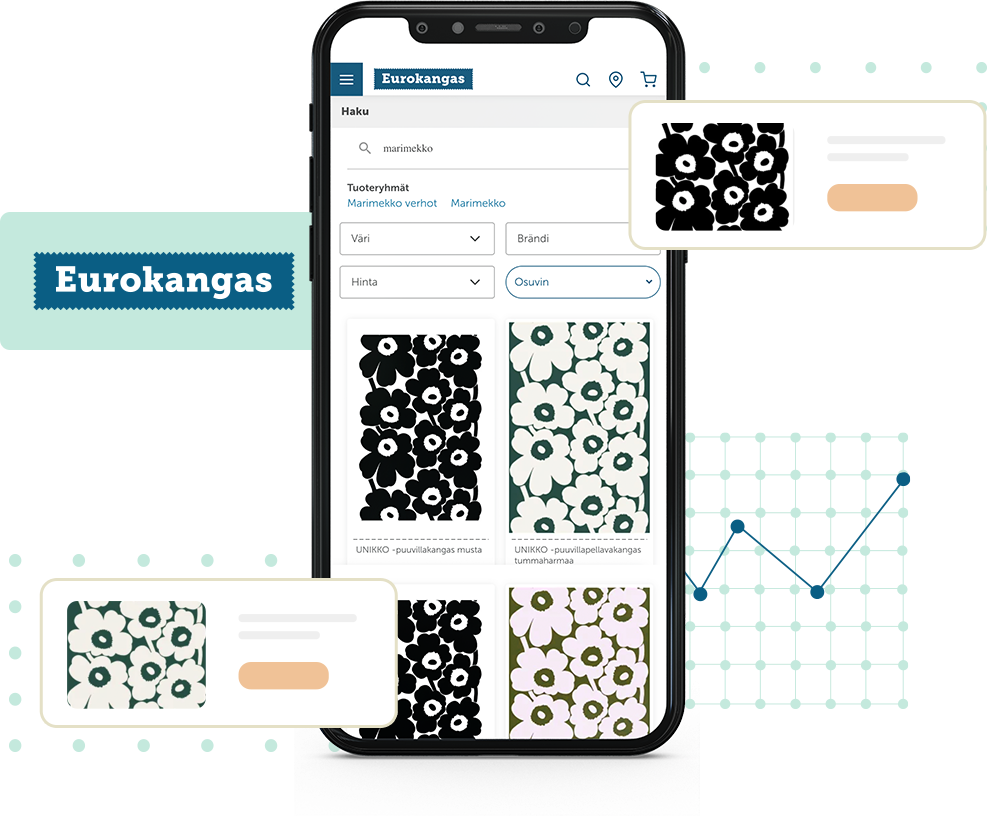 Eurokangas
Haku
marimekko
Tuoteryhmät
Marimekko verhot Marimekko
Väri Brändi
Hinta Osuvin
Eurokangas
UNIKKO -puuvillakangas musta
UNIKKO -puuvillapellavakangas
tummaharmaa